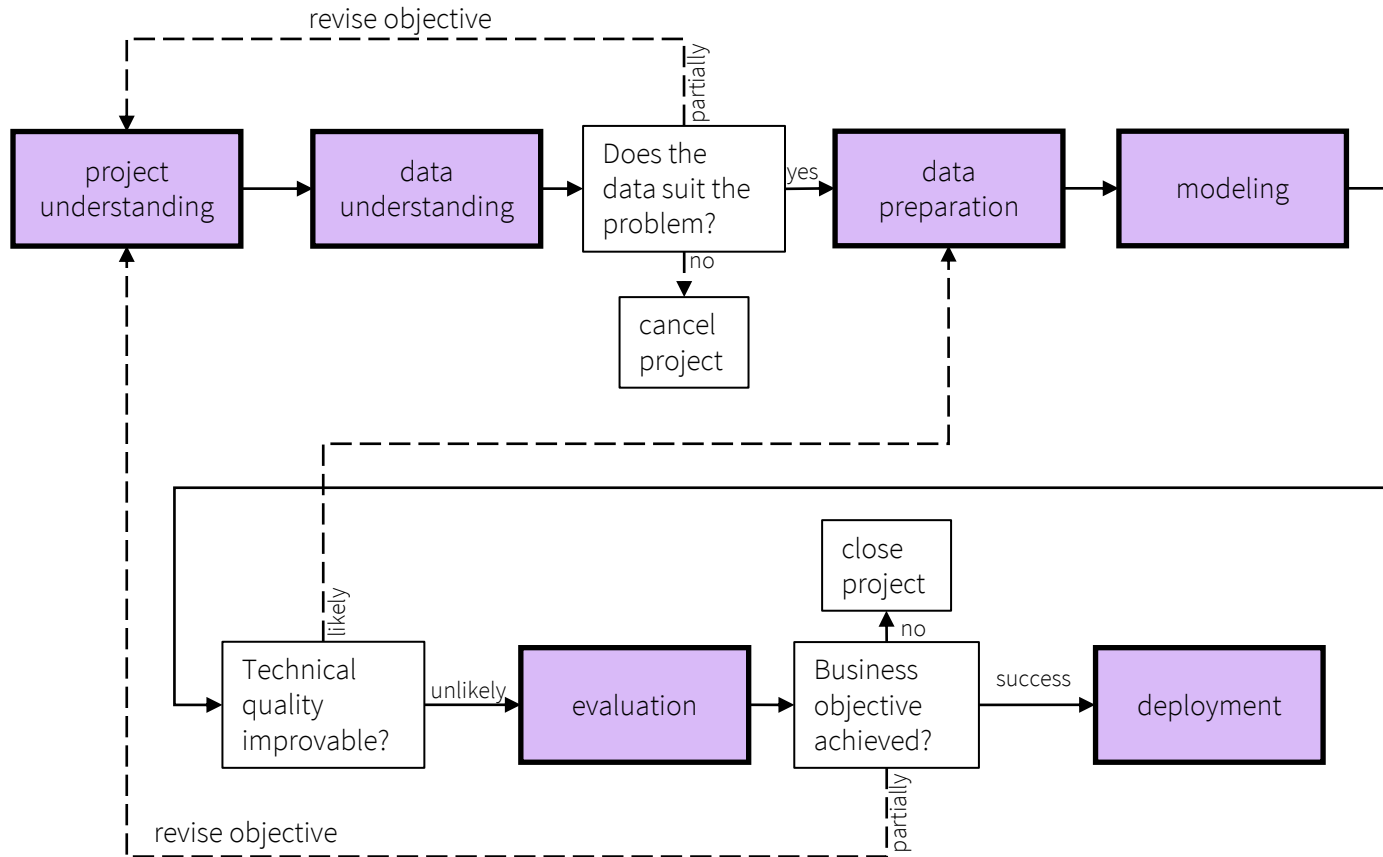 revise objective
partially
project
understanding
data
understanding
Does the
data suit the
problem?
yes
data
preparation
modeling
no
cancel
project
close
project
likely
no
Technical
quality
improvable?
unlikely
evaluation
Business
objective
achieved?
success
deployment
partially
revise objective